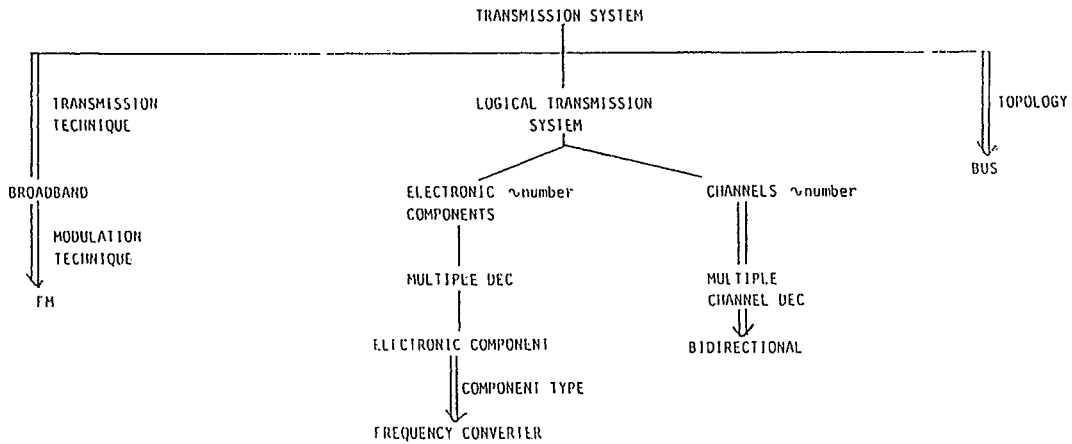 TRANSMISSION SYSTEM
TRANSMISSION
TECHNIQUE
LOGICAL TRANSMISSION
SYSTEM
TOPOLOGY
BUS
BROADBAND
ELECTRONIC ~number
COMPONENTS
CHANNELS ~number
MODULATION
TECHNIQUE
FM
MULTIPLE DEC
MULTIPLE
CHANNEL DEC
ELECTRONIC COMPONENT
BIDIRECTIONAL
COMPONENT TYPE
FREQUENCY CONVERTER